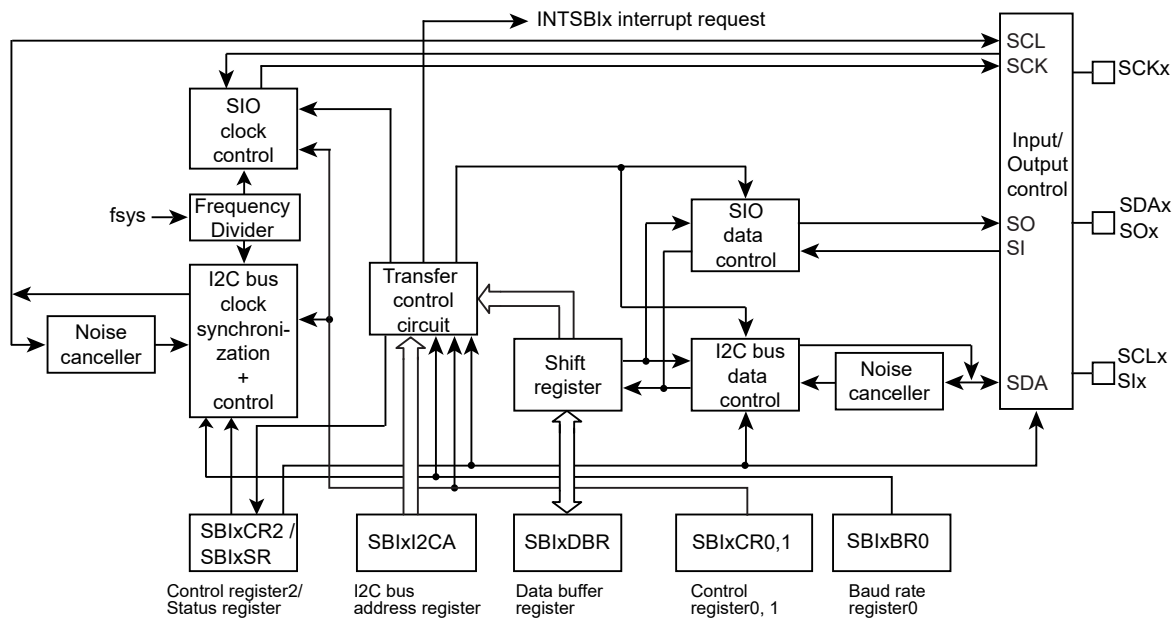 INTSBIx interrupt request
SCL
SCK
SCKx
SIO
clock
control
Input/
Output
control
fsys
Frequency
Divider
SIO
data
control
SO
SI
SDAx
SOx
I2C bus
clock
synchroni-
zation
+
control
Transfer
control
circuit
Noise
canceller
Shift
register
I2C bus
data
control
Noise
canceller
SDA
SCLx
SIx
SBIxCR2 /
SBIxSR
SBIxI2CA
SBIxDBR
SBIxCR0,1
SBIxBR0
Control register2/
Status register
I2C bus
address register
Data buffer
register
Control
register0, 1
Baud rate
register0